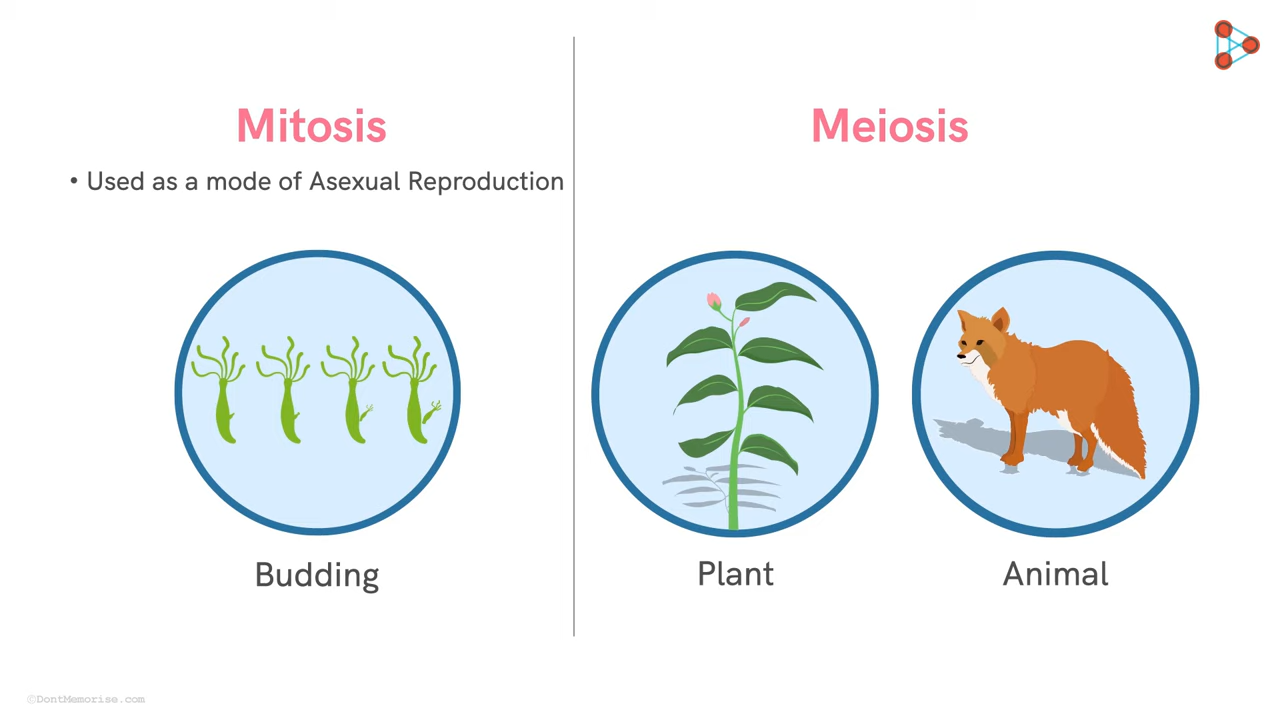 Mitosis
• Used as a mode of Asexual Reproduction
Budding
Meiosis
Plant
Animal
©DontMemorise.com